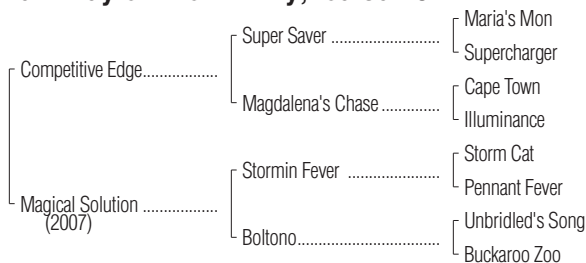 Maria's Mon
Super Saver ......................
Supercharger
Competitive Edge.................
Cape Town
Magdalena's Chase .............
Illuminance
Storm Cat
Stormin Fever ....................
Pennant Fever
Magical Solution .................
(2007)
Unbridled's Song
Boltono..............................
Buckaroo Zoo